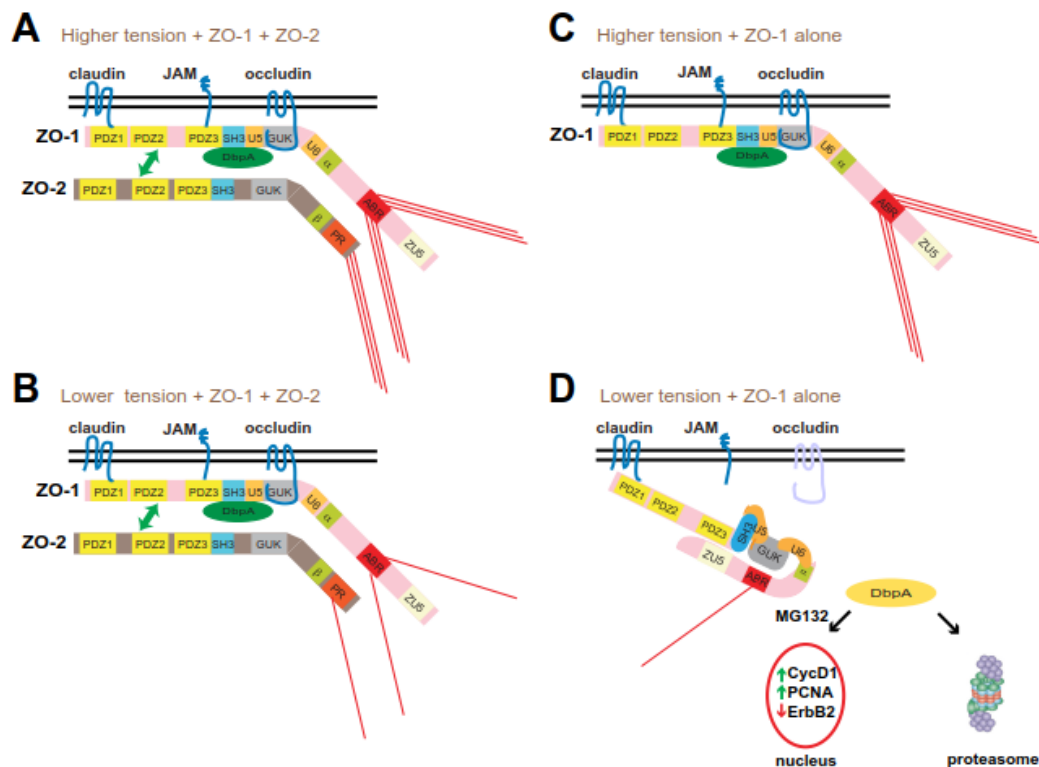 A Higher tension + ZO-1 + ZO-2
claudin JAM occludin
ZO-1 PDZ1 PDZ2 PDZ3 SH3 U5 GUK U6 α ABR ZU5
DbpA
ZO-2 PDZ1 PDZ2 PDZ3 SH3 GUK β PR
B Lower tension + ZO-1 + ZO-2
claudin JAM occludin
ZO-1 PDZ1 PDZ2 PDZ3 SH3 U5 GUK U6 α ABR ZU5
DbpA
ZO-2 PDZ1 PDZ2 PDZ3 SH3 GUK β PR
C Higher tension + ZO-1 alone
claudin JAM occludin
ZO-1 PDZ1 PDZ2 PDZ3 SH3 U5 GUK U6 α ABR ZU5
DbpA
D Lower tension + ZO-1 alone
claudin JAM occludin
PDZ1 PDZ2 PDZ3 SH3 U5 GUK U6
ZU5 ABR α
DbpA
MG132
CycD1
PCNA
ErbB2
nucleus proteasome